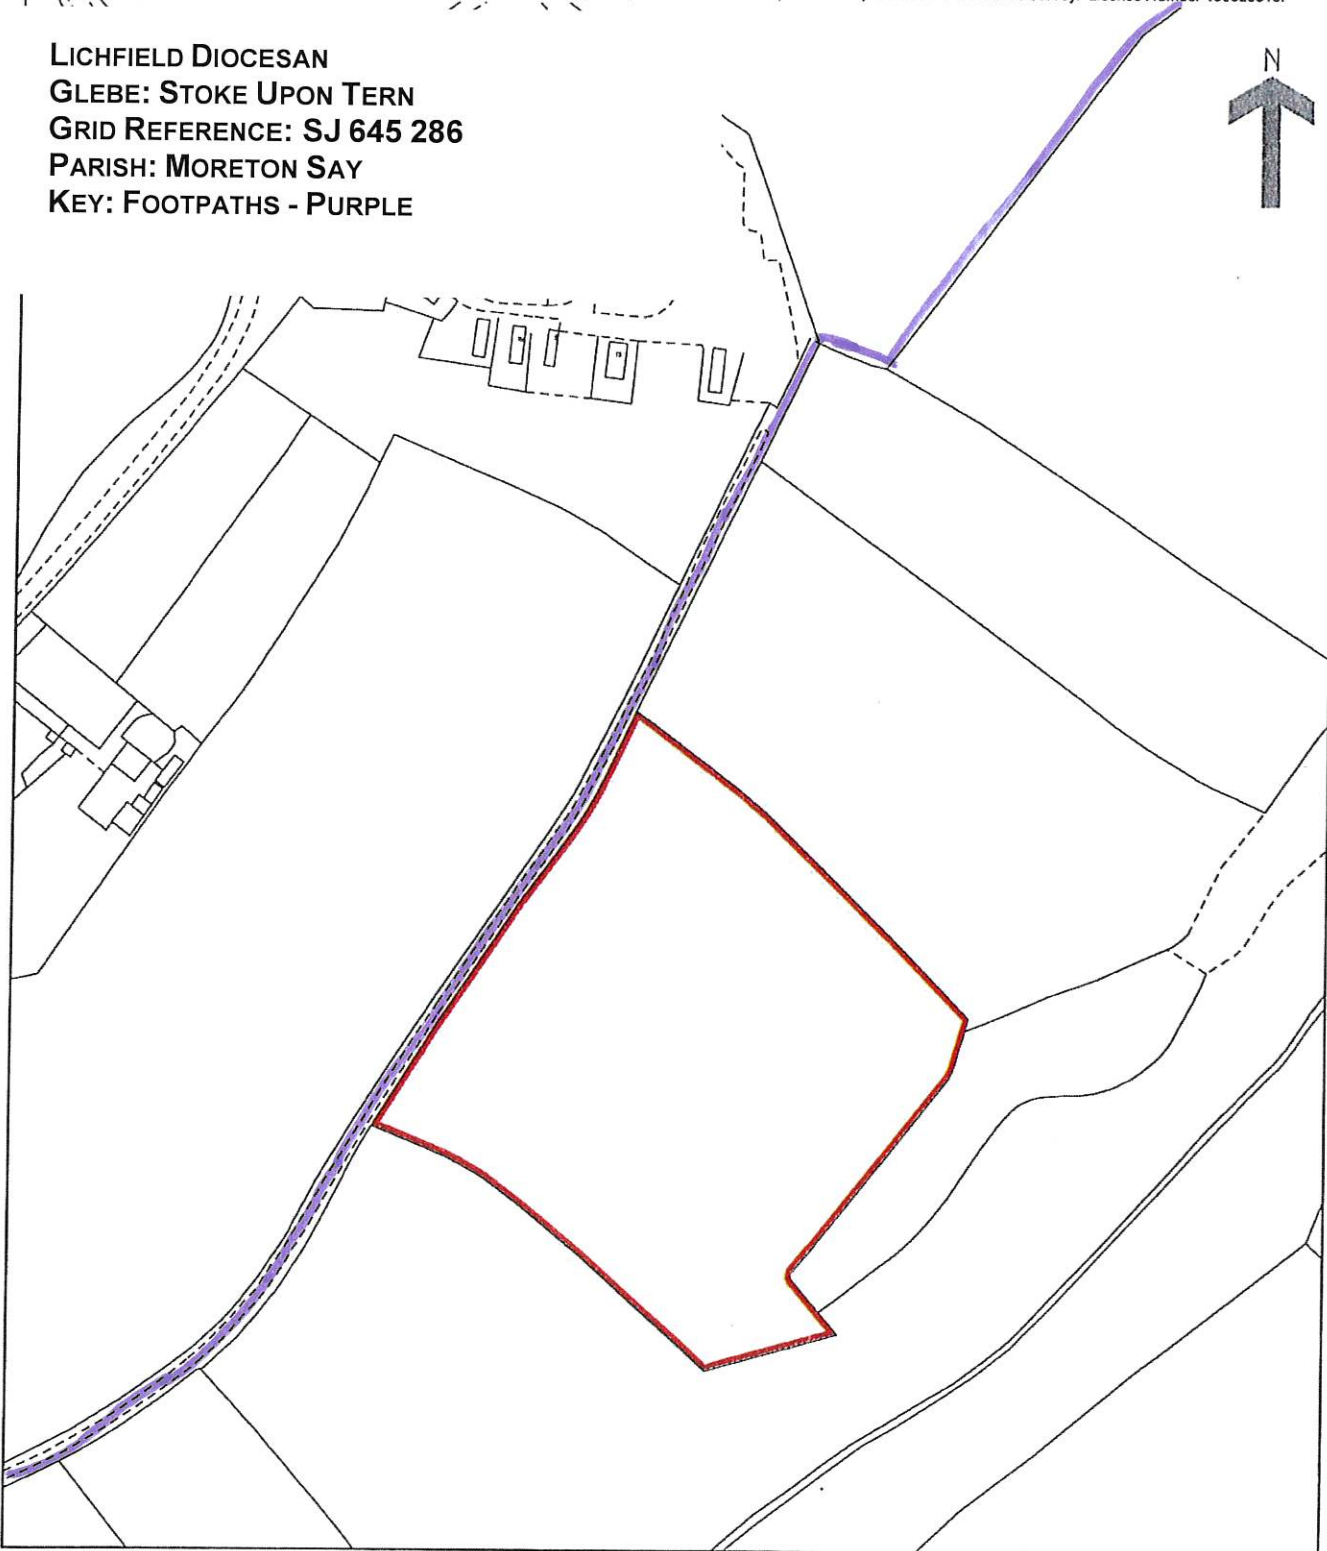 LICHFIELD DIOCESAN
GLEBE: STOKE UPON TERN
GRID REFERENCE: SJ 645 286
PARISH: MORETON SAY
KEY: FOOTPATHS - PURPLE
N